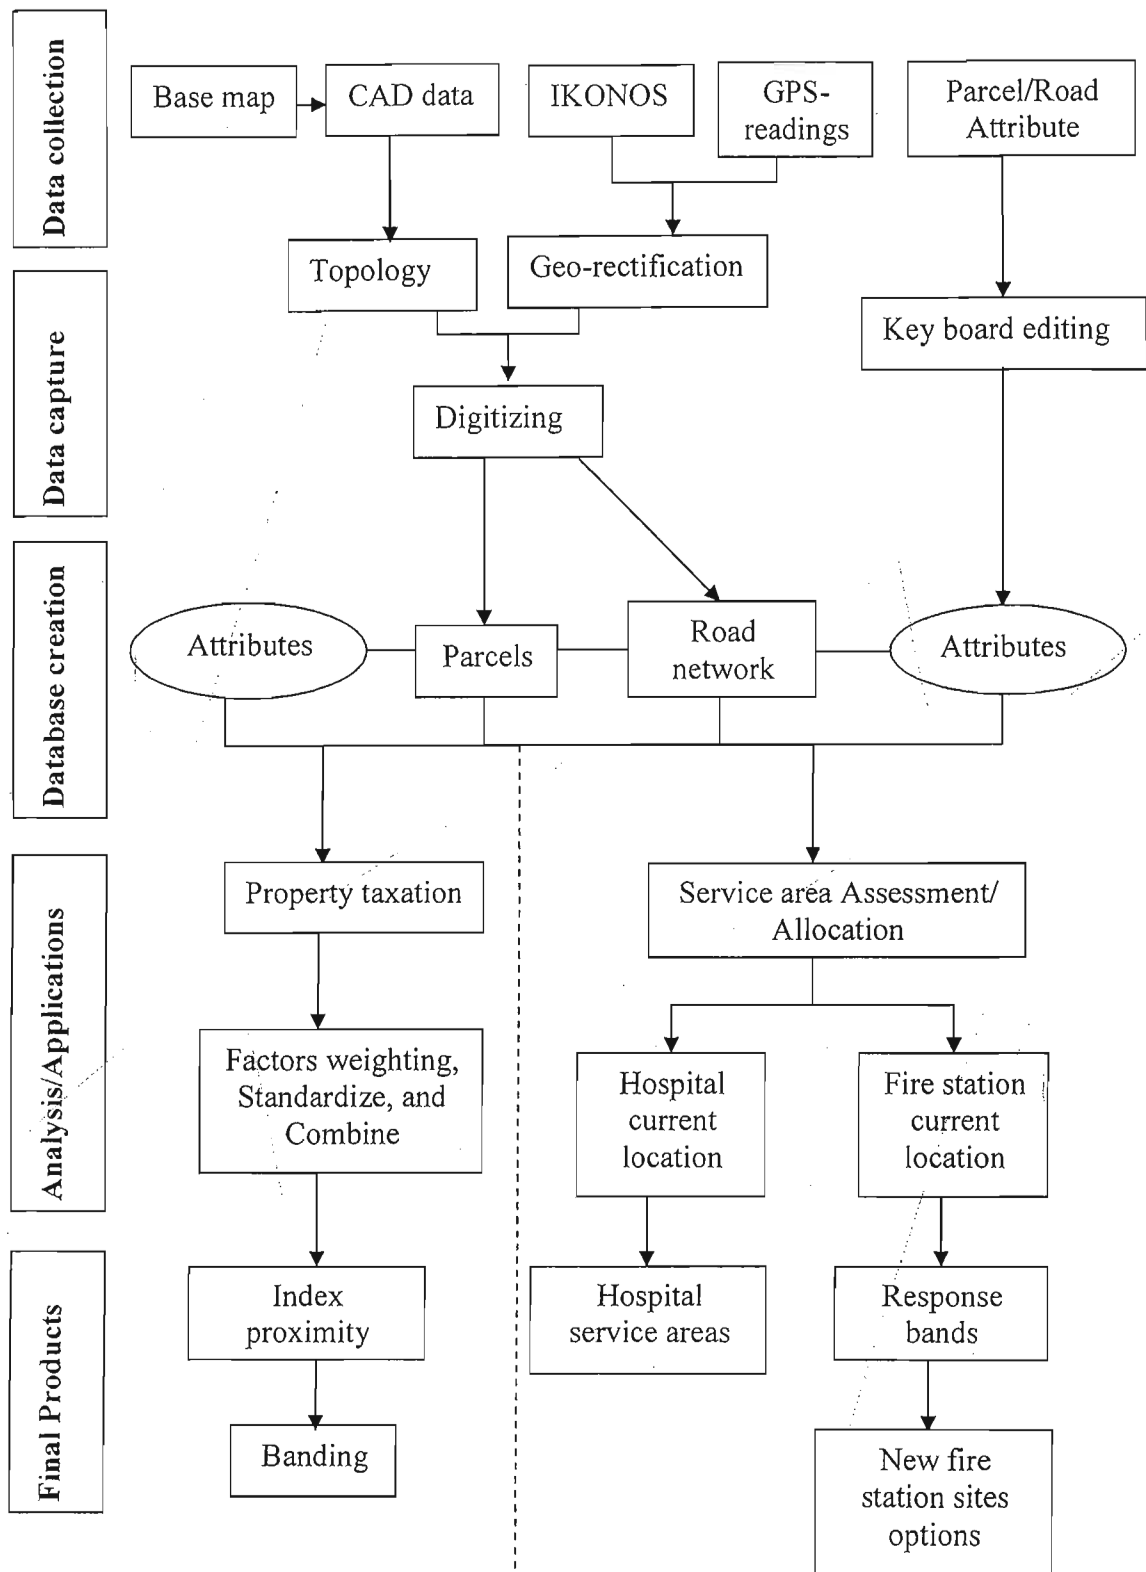 Data collection
Base map
CAD data
IKONOS
GPS-
readings
Parcel/Road
Attribute
Data capture
Topology
Geo-rectification
Key board editing
Digitizing
Database creation
Attributes
Parcels
Road
network
Attributes
Analysis/Applications
Property taxation
Service area Assessment/
Allocation
Factors weighting,
Standardize, and
Combine
Hospital
current
location
Fire station
current
location
Final Products
Index
proximity
Hospital
service areas
Response
bands
Banding
New fire
station sites
options